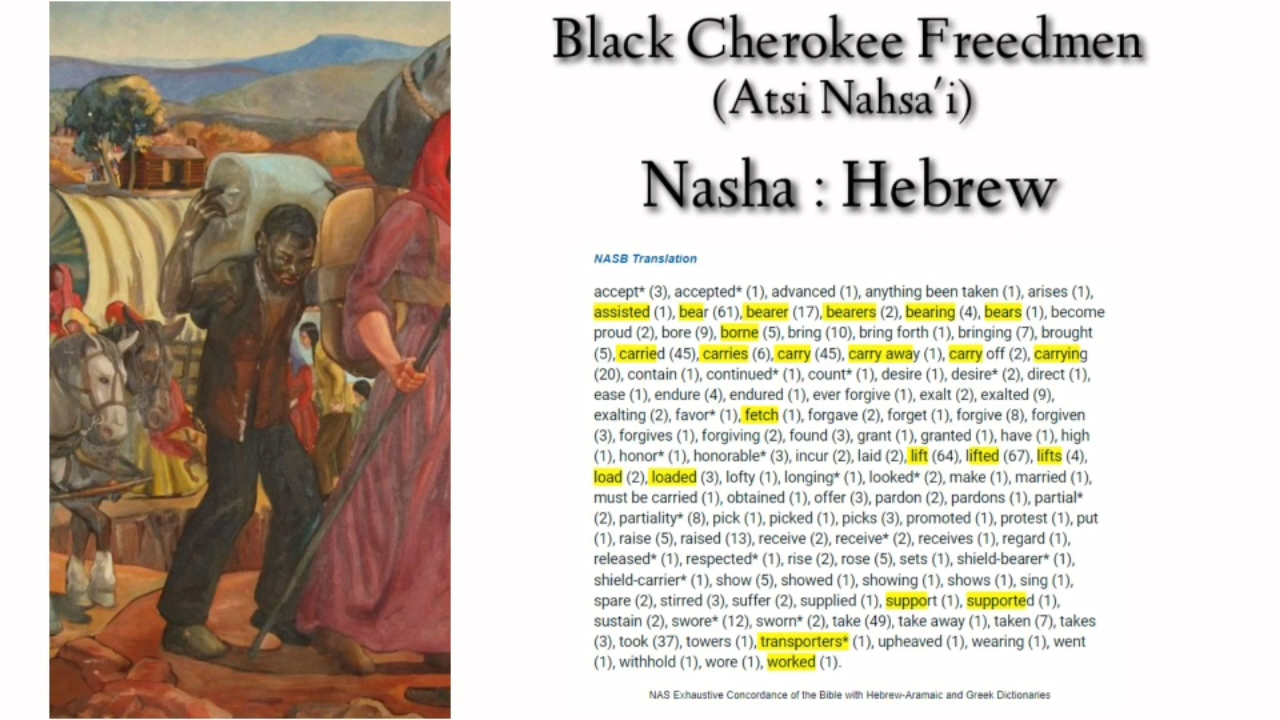 Black Cherokee Freedmen
(Atsi Nahsa'i)
Nasha : Hebrew
NASB Translation
accept* (3), accepted* (1), advanced (1), anything been taken (1), arises (1),
assisted (1), bear (61), bearer (17), bearers (2), bearing (4), bears (1), become
proud (2), bore (9), borne (5), bring (10), bring forth (1), bringing (7), brought
(5), carried (45), carries (6), carry (45), carry away (1), carry off (2), carrying
(20), contain (1), continued* (1), count* (1), desire (1), desire* (2), direct (1),
ease (1), endure (4), endured (1), ever forgive (1), exalt (2), exalted (9),
exalting (2), favor* (1), fetch (1), forgave (2), forget (1), forgive (8), forgiven
(3), forgives (1), forgiving (2), found (3), grant (1), granted (1), have (1), high
(1), honor* (1), honorable* (3), incur (2), laid (2), lift (64), lifted (67), lifts (4),
load (2), loaded (3), lofty (1), longing* (1), looked* (2), make (1), married (1),
must be carried (1), obtained (1), offer (3), pardon (2), pardons (1), partial*
(2), partiality* (8), pick (1), picked (1), picks (3), promoted (1), protest (1), put
(1), raise (5), raised (13), receive (2), receive* (2), receives (1), regard (1),
released* (1), respected* (1), rise (2), rose (5), sets (1), shield-bearer* (1),
shield-carrier* (1), show (5), showed (1), showing (1), shows (1), sing (1),
spare (2), stirred (3), suffer (2), supplied (1), support (1), supported (1),
sustain (2), swore* (12), sworn* (2), take (49), take away (1), taken (7), takes
(3), took (37), towers (1), transporters* (1), upheaved (1), wearing (1), went
(1), withhold (1), wore (1), worked (1).
NAS Exhaustive Concordance of the Bible with Hebrew-Aramaic and Greek Dictionaries